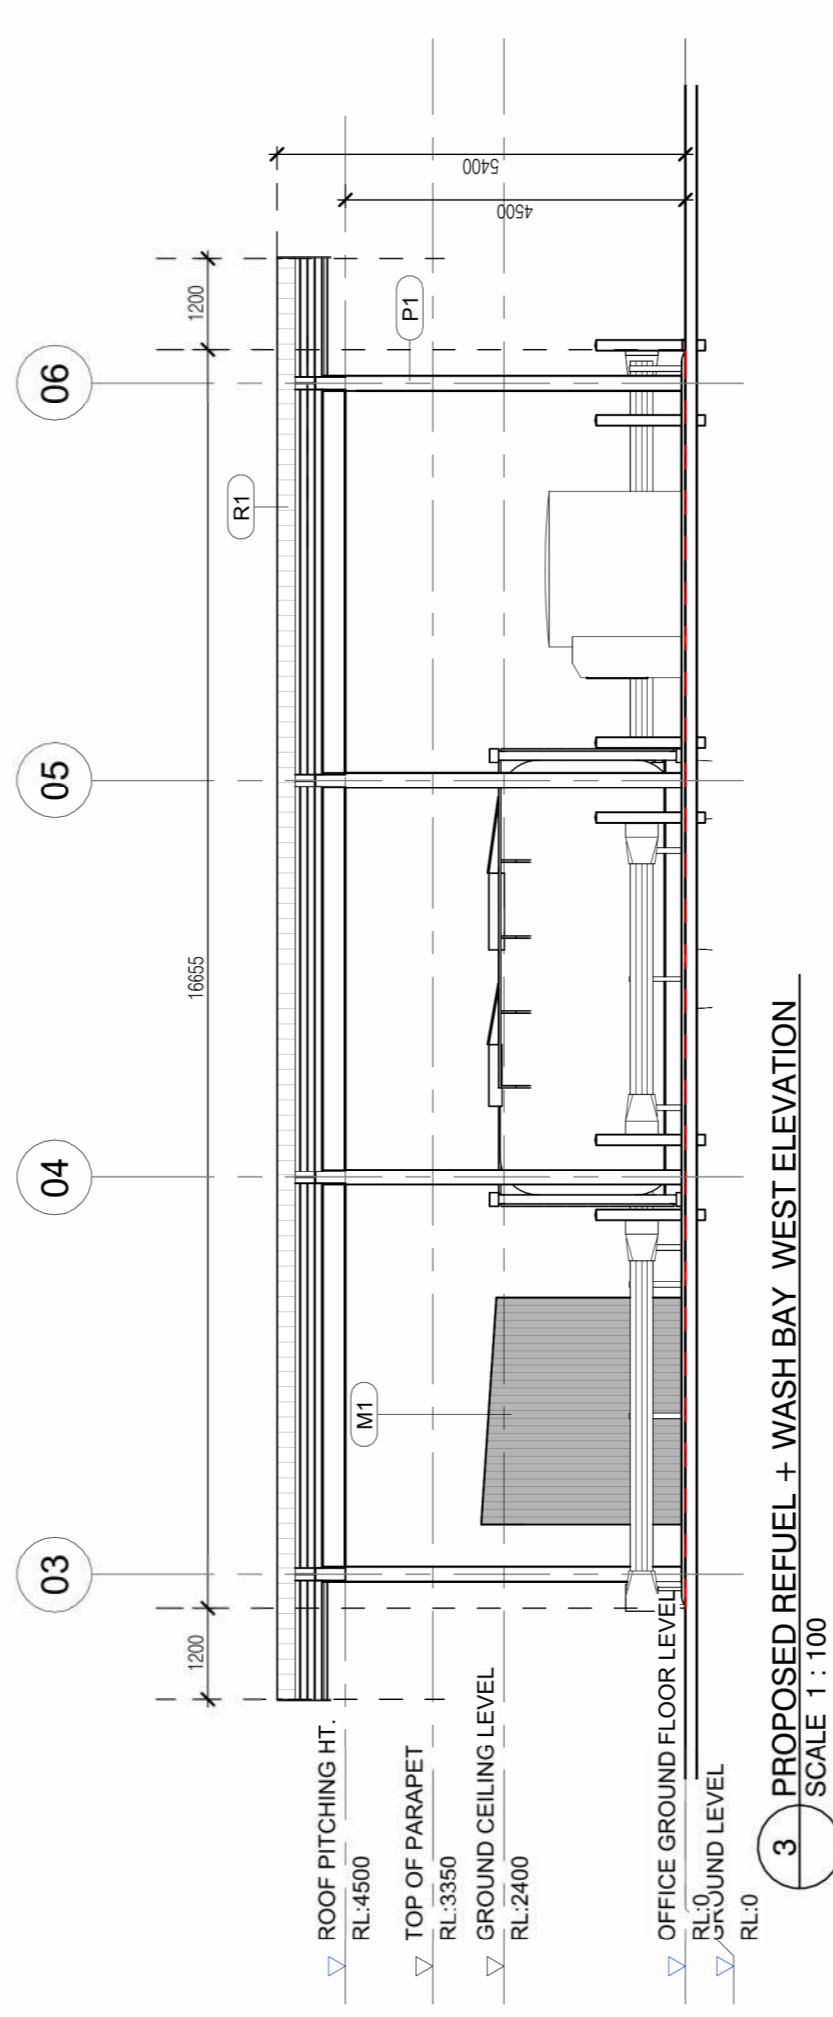 03
04
05
06
1200
16655
1200
R1
P1
M1
5400
4500
ROOF PITCHING HT.
RL:4500
TOP OF PARAPET
RL:3350
GROUND CEILING LEVEL
RL:2400
OFFICE GROUND FLOOR LEVEL
RL:0
GROUND LEVEL
RL:0
3
PROPOSED REFUEL + WASH BAY WEST ELEVATION
SCALE 1 : 100